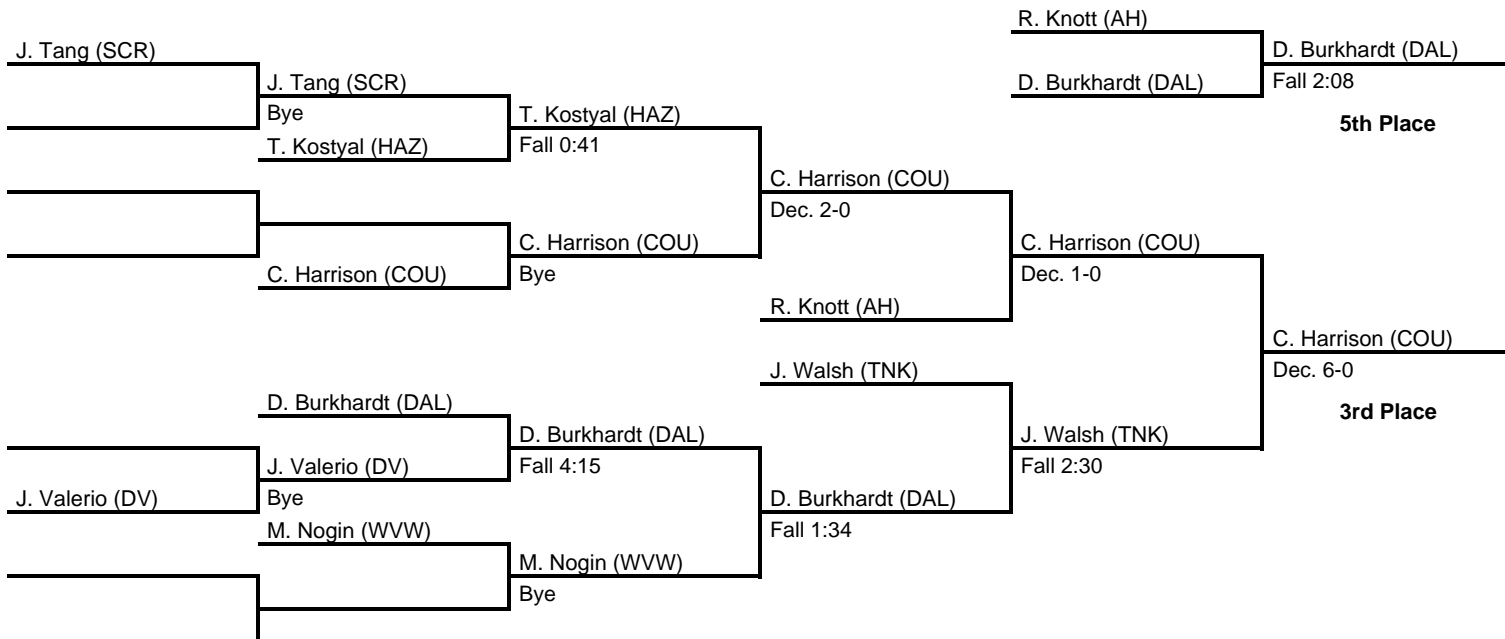 R. Knott (AH)
J. Tang (SCR)
D. Burkhardt (DAL)
J. Tang (SCR)
D. Burkhardt (DAL)
Fall 2:08
Bye
T. Kostyal (HAZ)
5th Place
T. Kostyal (HAZ)
Fall 0:41
C. Harrison (COU)
Dec. 2-0
C. Harrison (COU)
C. Harrison (COU)
C. Harrison (COU)
Bye
Dec. 1-0
R. Knott (AH)
C. Harrison (COU)
J. Walsh (TNK)
Dec. 6-0
D. Burkhardt (DAL)
3rd Place
D. Burkhardt (DAL)
J. Walsh (TNK)
J. Valerio (DV)
Fall 4:15
Fall 2:30
J. Valerio (DV)
Bye
D. Burkhardt (DAL)
M. Nogin (WVW)
Fall 1:34
M. Nogin (WVW)
Bye